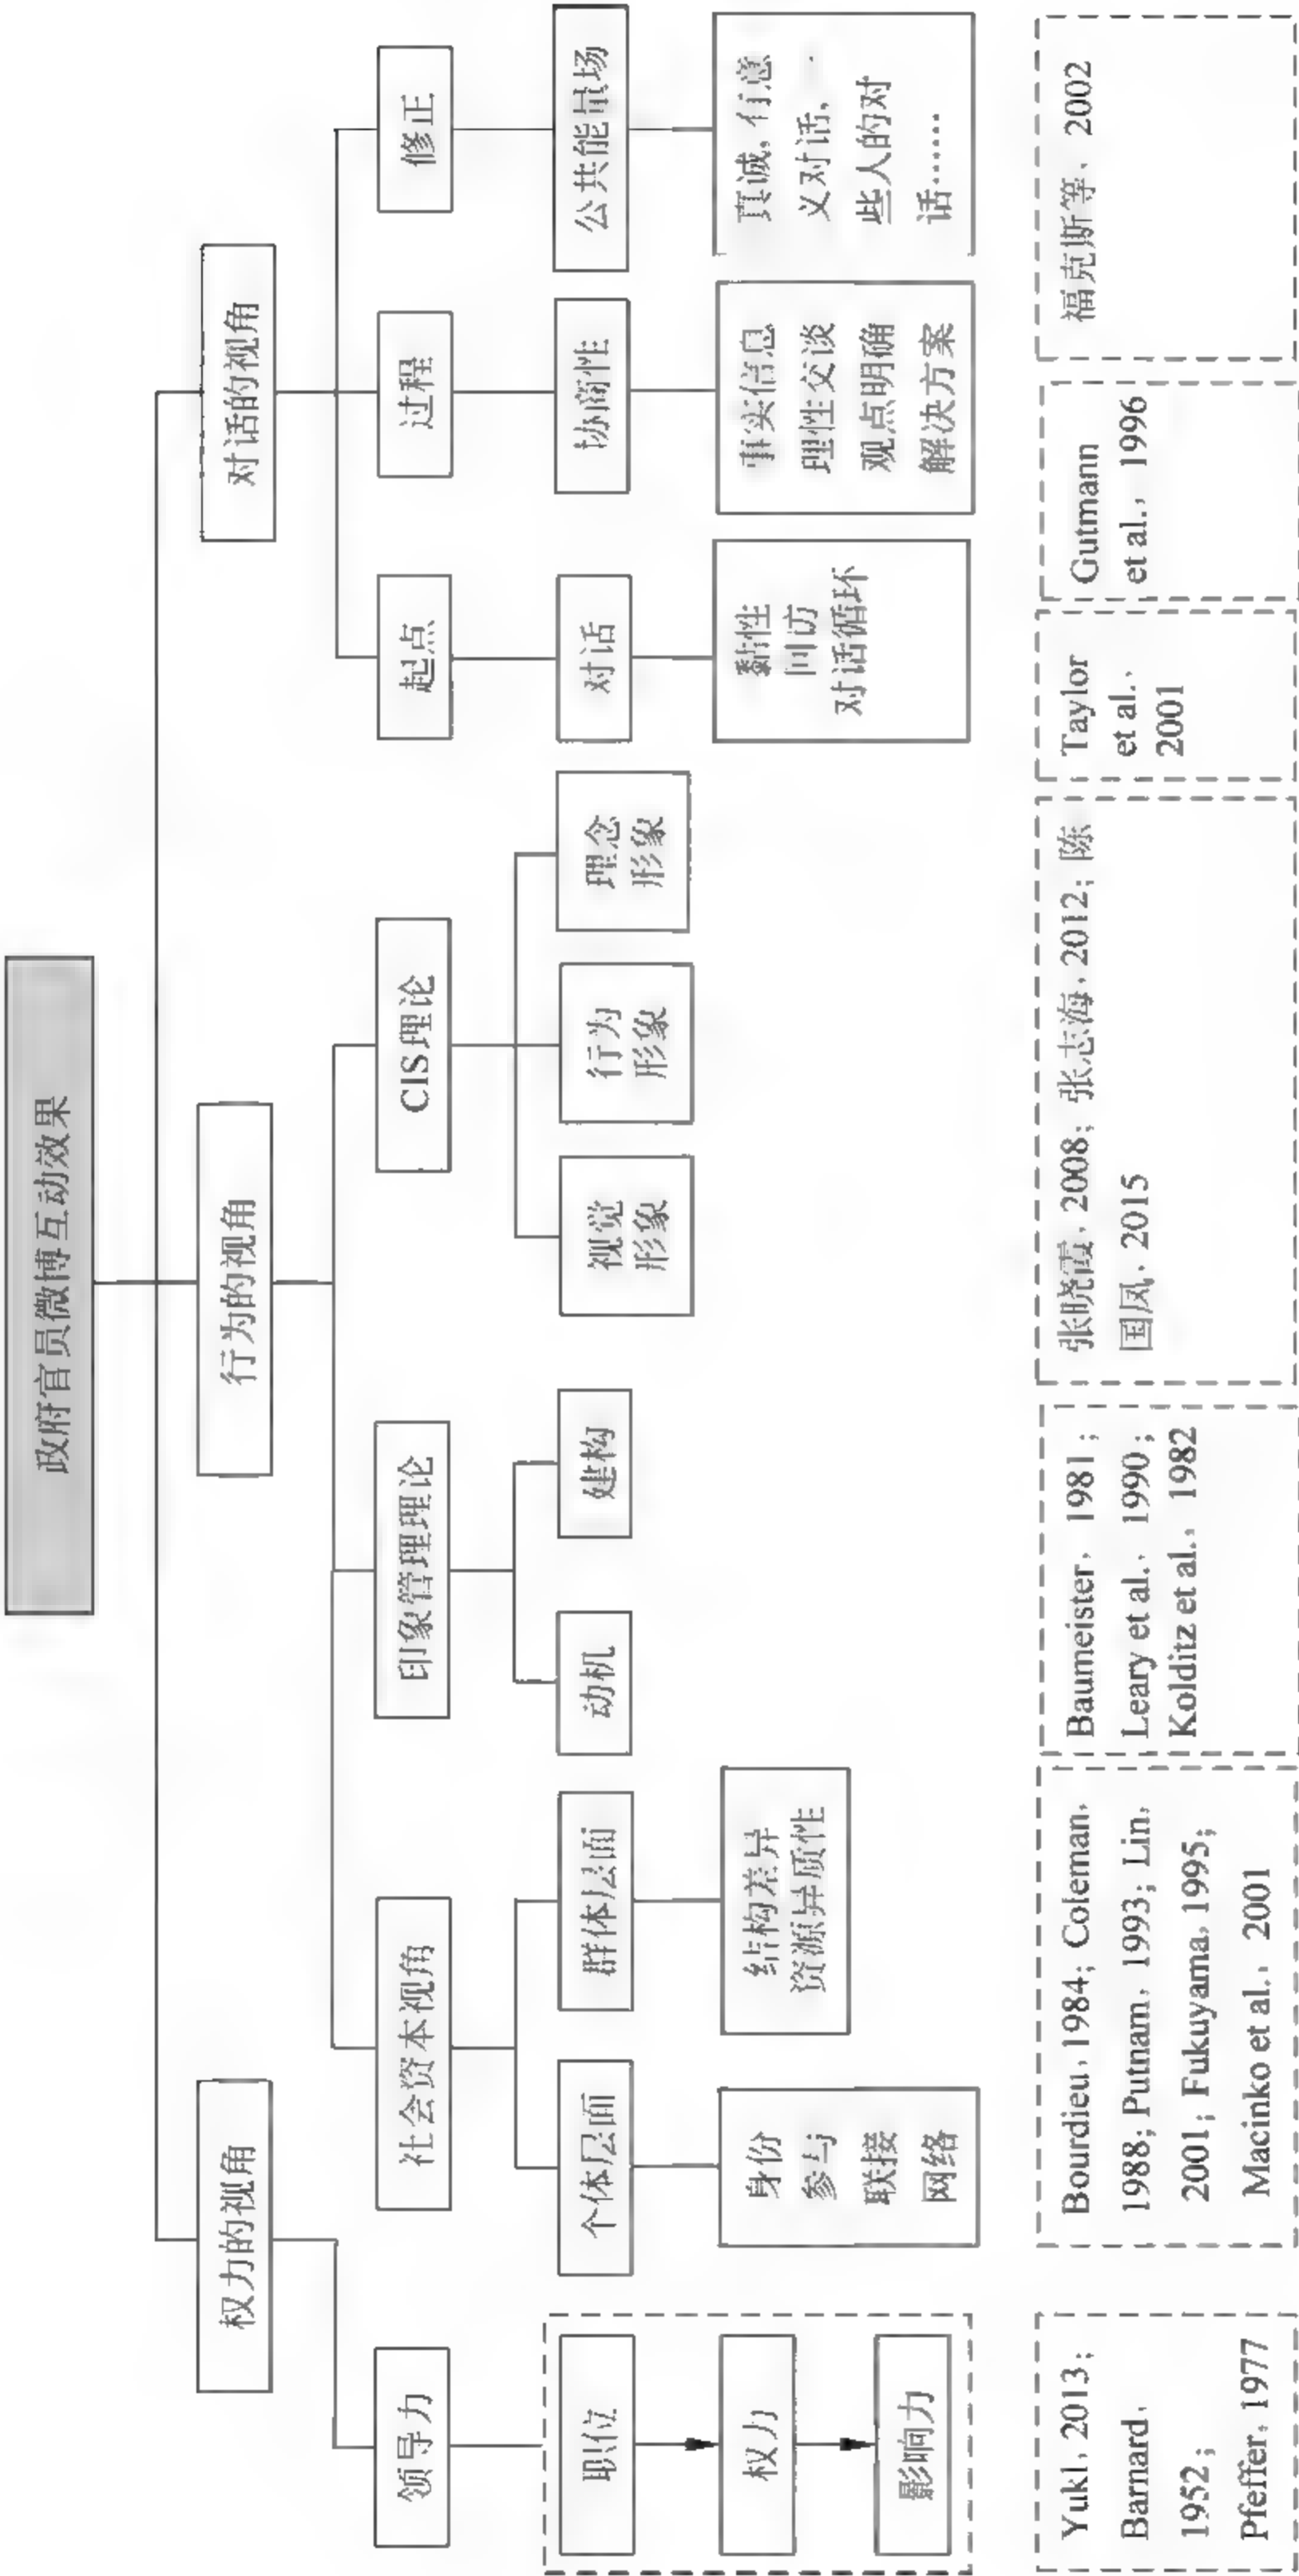 政府官员微博互动效果
权力的视角
行为的视角
对话的视角
领导力
社会资本视角
印象管理理论
CIS理论
起点
过程
修正
职位
权力
影响力
个体层面
群体层面
动机
建构
视觉
形象
行为
形象
理念
形象
对话
协商性
公共能量场
身份
参与
联接
网络
结构差异
资源异质性
黏性
回访
对话循环
事实信息
理性交谈
观点明确
解决方案
真诚,有意
义对话,一
些人的对
话……
Yukl, 2013;
Barnard,
1952;
Pfeffer, 1977
Bourdieu, 1984; Coleman,
1988; Putnam, 1993; Lin,
2001; Fukuyama, 1995;
Macinko et al., 2001
Baumeister, 1981;
Leary et al., 1990;
Kolditz et al., 1982
张晓霞, 2008; 张志海, 2012; 陈
国凤, 2015
Taylor
et al.,
2001
Gutmann
et al., 1996
福克斯等, 2002